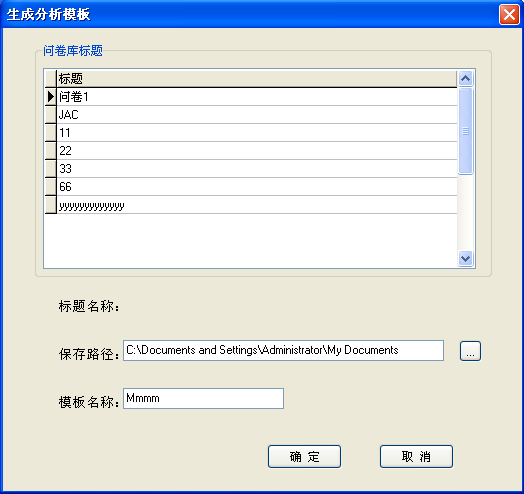 生成分析模板
问卷库标题
标题
问卷1
JAC
11
22
33
66
yyyyyyyyyyyyy
标题名称：
保存路径： C:\Documents and Settings\Administrator\My Documents ...
模板名称： Mmmm
确 定 取 消